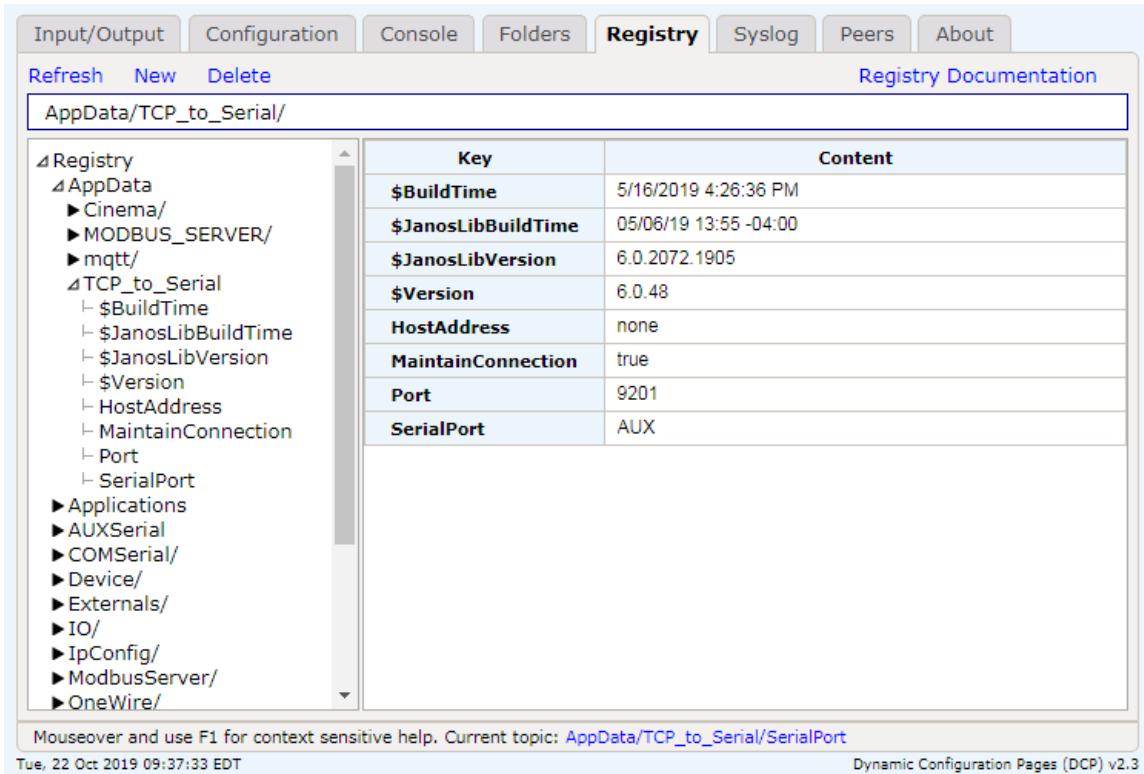 Input/Output Configuration Console Folders Registry Syslog Peers About
Refresh New Delete Registry Documentation
AppData/TCP_to_Serial/
Registry
AppData
Cinema/
MODBUS_SERVER/
mqtt/
TCP_to_Serial
$BuildTime
$JanosLibBuildTime
$JanosLibVersion
$Version
HostAddress
MaintainConnection
Port
SerialPort
Applications
AUXSerial
COMSerial/
Device/
Externals/
IO/
IpConfig/
ModbusServer/
OneWire/
Key Content
$BuildTime 5/16/2019 4:26:36 PM
$JanosLibBuildTime 05/06/19 13:55 -04:00
$JanosLibVersion 6.0.2072.1905
$Version 6.0.48
HostAddress none
MaintainConnection true
Port 9201
SerialPort AUX
Mouseover and use F1 for context sensitive help. Current topic: AppData/TCP_to_Serial/SerialPort
Tue, 22 Oct 2019 09:37:33 EDT Dynamic Configuration Pages (DCP) v2.3